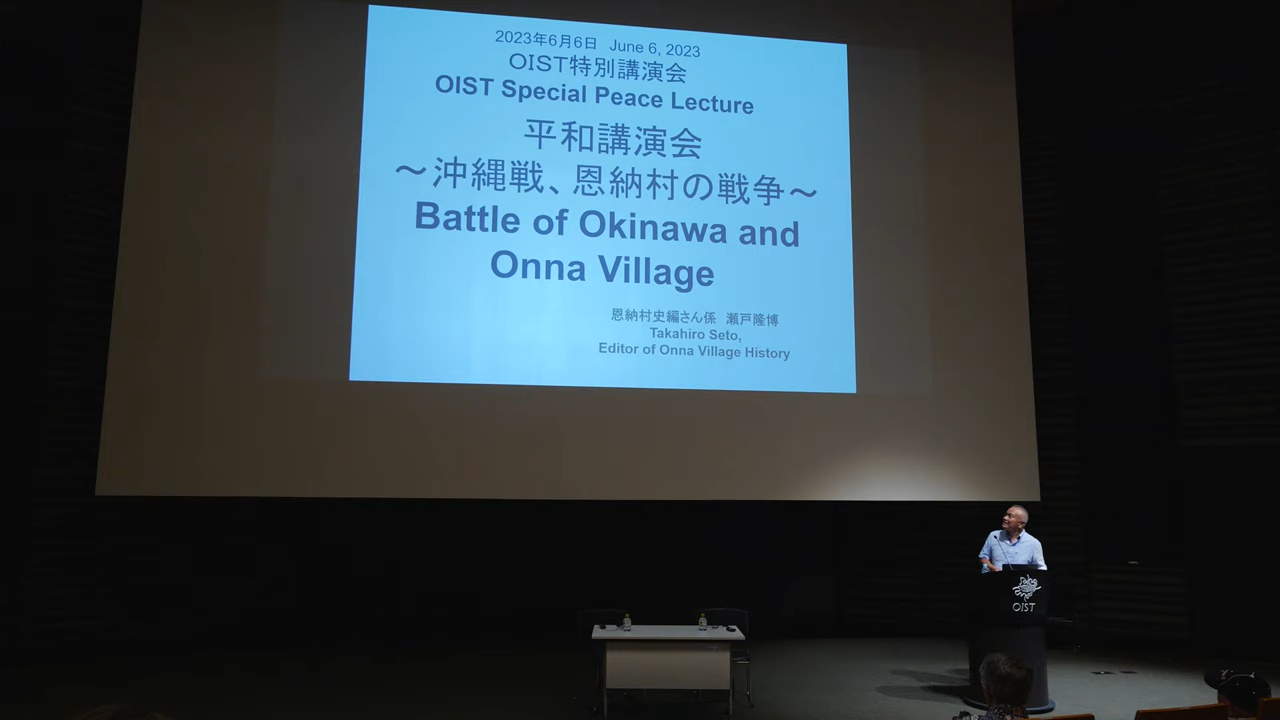 2023年6月6日 June 6, 2023
OIST特別講演会
OIST Special Peace Lecture
平和講演会
～沖縄戦、恩納村の戦争～
Battle of Okinawa and
Onna Village
恩納村史編さん係 瀬戸隆博
Takahiro Seto,
Editor of Onna Village History
OIST